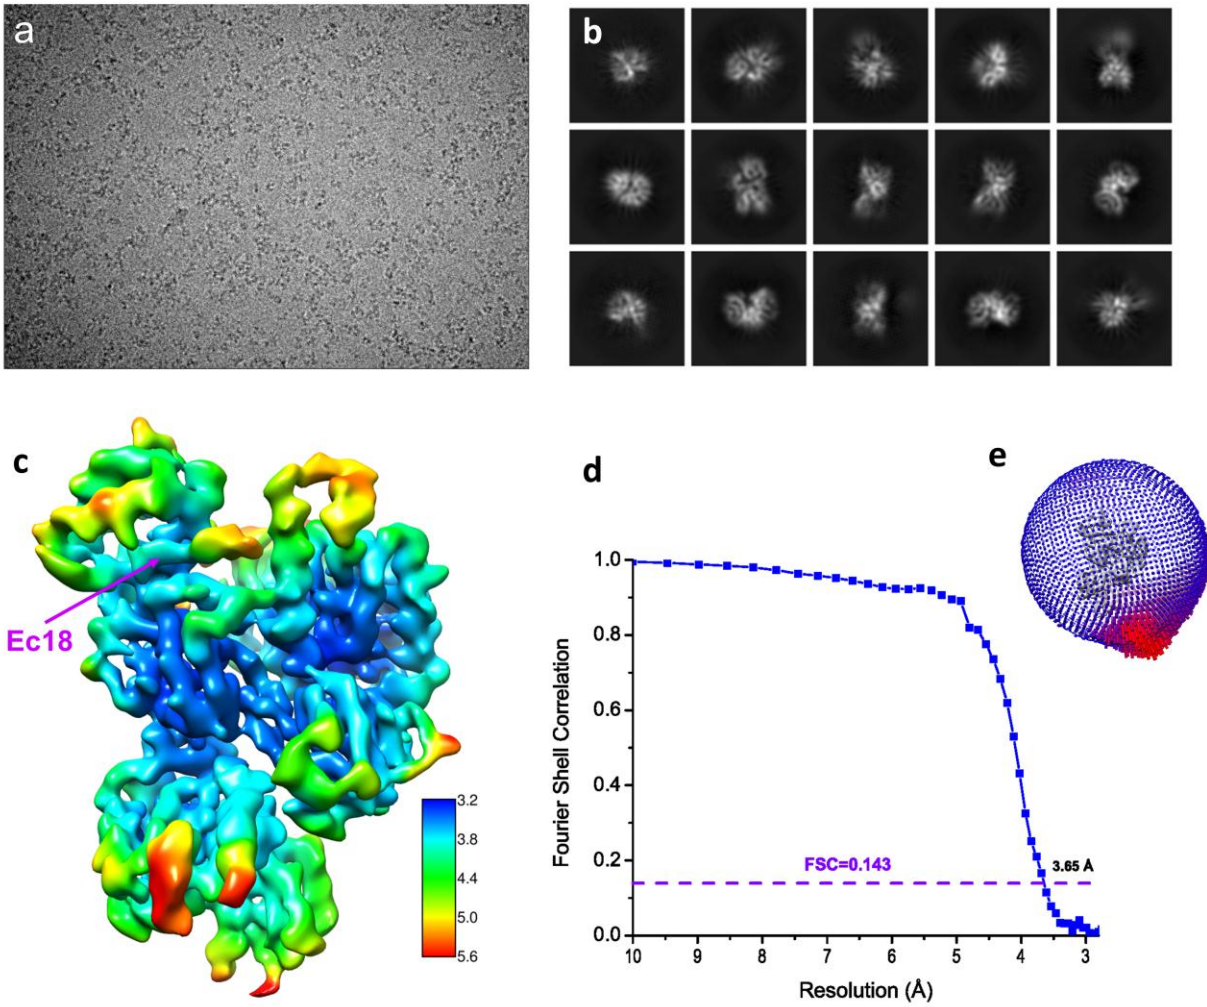 a
b
c
Ec18
3.2
3.8
4.4
5.0
5.6
d
e
Fourier Shell Correlation
1.0
0.8
0.6
0.4
0.2
0.0
FSC=0.143
3.65 Å
10 9 8 7 6 5 4 3
Resolution (Å)